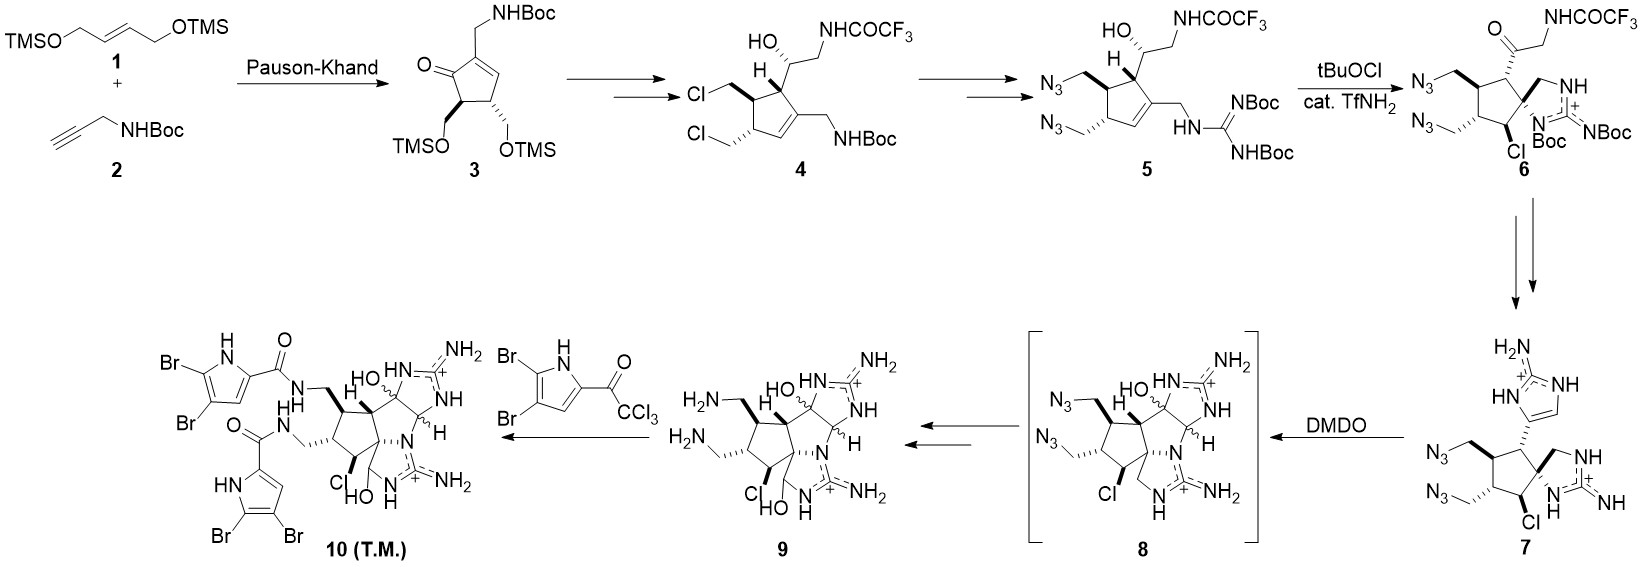 TMSO
OTMS
1
+
NHBoc
2
Pauson-Khand
NHBoc
O
TMSO
OTMS
3
HO
NHCOCF3
H
Cl
Cl
NHBoc
4
HO
NHCOCF3
H
N3
N3
NBoc
N
H
NHBoc
5
tBuOCl
cat. TfNH2
O
NHCOCF3
N3
N3
NH
+
N
Boc
NBoc
Cl
6
H2N
+
HN
NH
N3
N3
NH
+
N
H
NH
Cl
7
DMDO
NH2
HO
HN
+
NH
H
N3
N3
H
N
Cl
N
H
+
NH2
8
NH2
HO
HN
+
NH
H
H2N
H2N
H
N
Cl
HO
NH
+
NH2
9
Br
H
N
O
Br
CCl3
H
N
O
Br
Br
N
H
H
N
O
HN
Br
Br
NH2
HO
HN
+
NH
H
H
N
Cl
HO
NH
+
NH2
10 (T.M.)